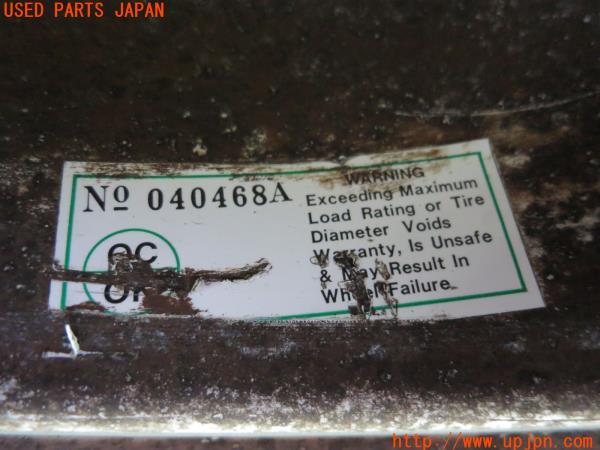 USED PARTS JAPAN
Nº 040468A
QC
WARNING
Exceeding Maximum
Load Rating or Tire
Diameter Voids
Warranty, Is Unsafe
& May Result In
Wheel Failure.
http://www.upjpn.com/